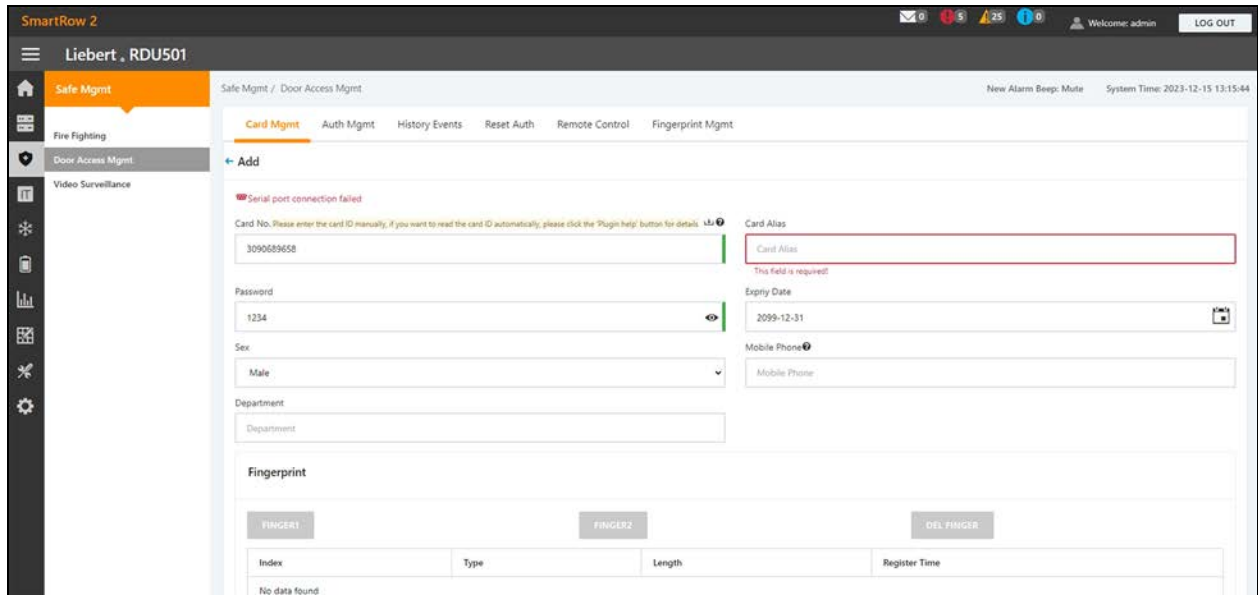 SmartRow 2
0 5 25 0 Welcome: admin LOG OUT
Liebert. RDU501
Safe Mgmt
Safe Mgmt / Door Access Mgmt
New Alarm Beep: Mute System Time: 2023-12-15 13:15:44
Fire Fighting
Door Access Mgmt
Video Surveillance
IT
Card Mgmt Auth Mgmt History Events Reset Auth Remote Control Fingerprint Mgmt
Add
Serial port connection failed
Card No. Please enter the card ID manually, if you want to read the card ID automatically, please click the 'Plugin help' button for details
3090689658
Card Alias
Card Alias
This field is required!
Password
1234
Expriy Date
2099-12-31
Sex
Male
Mobile Phone
Mobile Phone
Department
Department
Fingerprint
FINGER1 FINGER2 DEL FINGER
Index Type Length Register Time
No data found